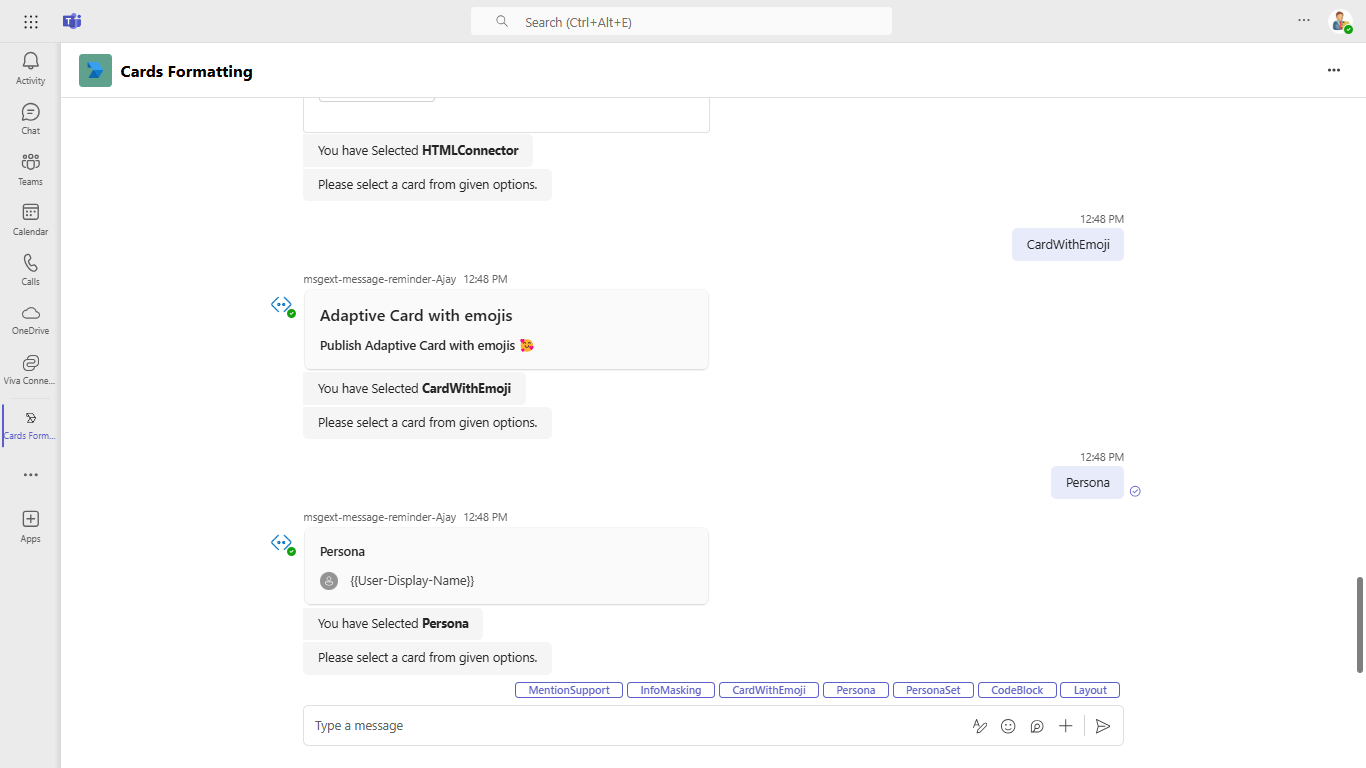 Search (Ctrl+Alt+E)
Activity
Chat
Teams
Calendar
Calls
OneDrive
Viva Conne...
Cards Form...
Apps
Cards Formatting
You have Selected HTMLConnector
Please select a card from given options.
12:48 PM
CardWithEmoji
msgext-message-reminder-Ajay 12:48 PM
Adaptive Card with emojis
Publish Adaptive Card with emojis 🥰
You have Selected CardWithEmoji
Please select a card from given options.
12:48 PM
Persona
msgext-message-reminder-Ajay 12:48 PM
Persona
{{User-Display-Name}}
You have Selected Persona
Please select a card from given options.
MentionSupport InfoMasking CardWithEmoji Persona PersonaSet CodeBlock Layout
Type a message